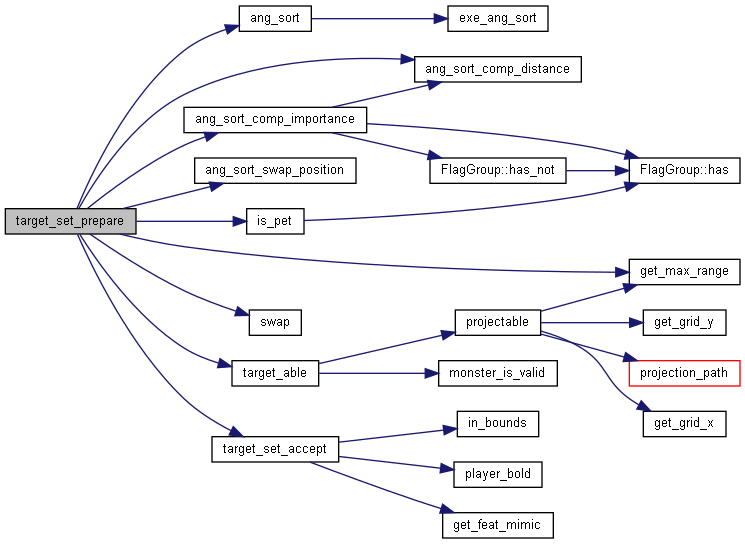 ang_sort
exe_ang_sort
ang_sort_comp_distance
ang_sort_comp_importance
ang_sort_swap_position
FlagGroup::has_not
FlagGroup::has
target_set_prepare
is_pet
get_max_range
swap
projectable
get_grid_y
target_able
monster_is_valid
projection_path
get_grid_x
in_bounds
target_set_accept
player_bold
get_feat_mimic